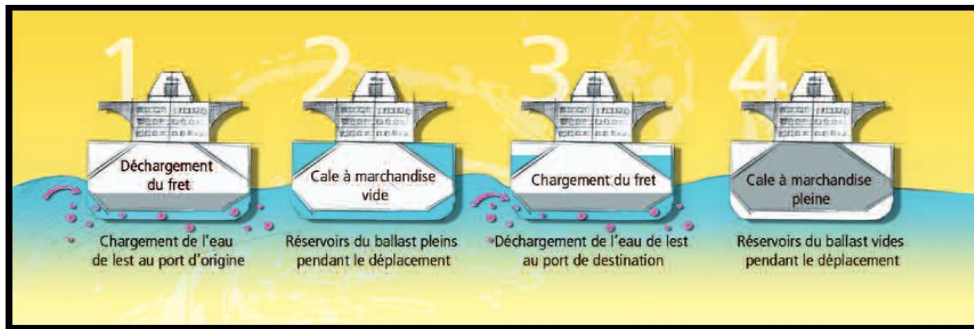 1
Déchargement
du fret
Chargement de l'eau
de lest au port d'origine
2
Cale à marchandise
vide
Réservoirs du ballast pleins
pendant le déplacement
3
Chargement du fret
Déchargement de l'eau de lest
au port de destination
4
Cale à marchandise
pleine
Réservoirs du ballast vides
pendant le déplacement